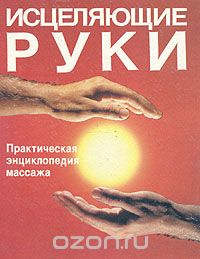 ИСЦЕЛЯЮЩИЕ
РУКИ
Практическая
энциклопедия
массажа
ozon.ru